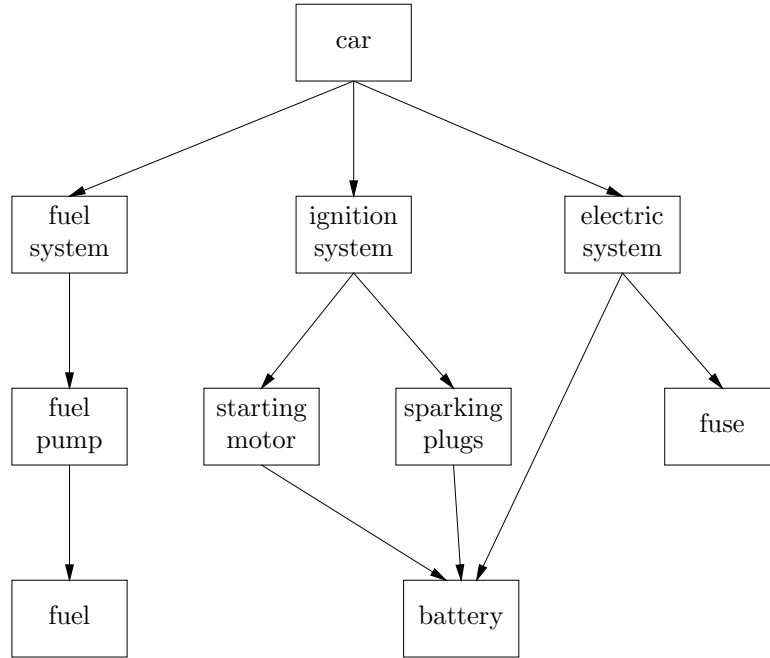 car
fuel
system
ignition
system
electric
system
fuel
pump
starting
motor
sparking
plugs
fuse
fuel
battery